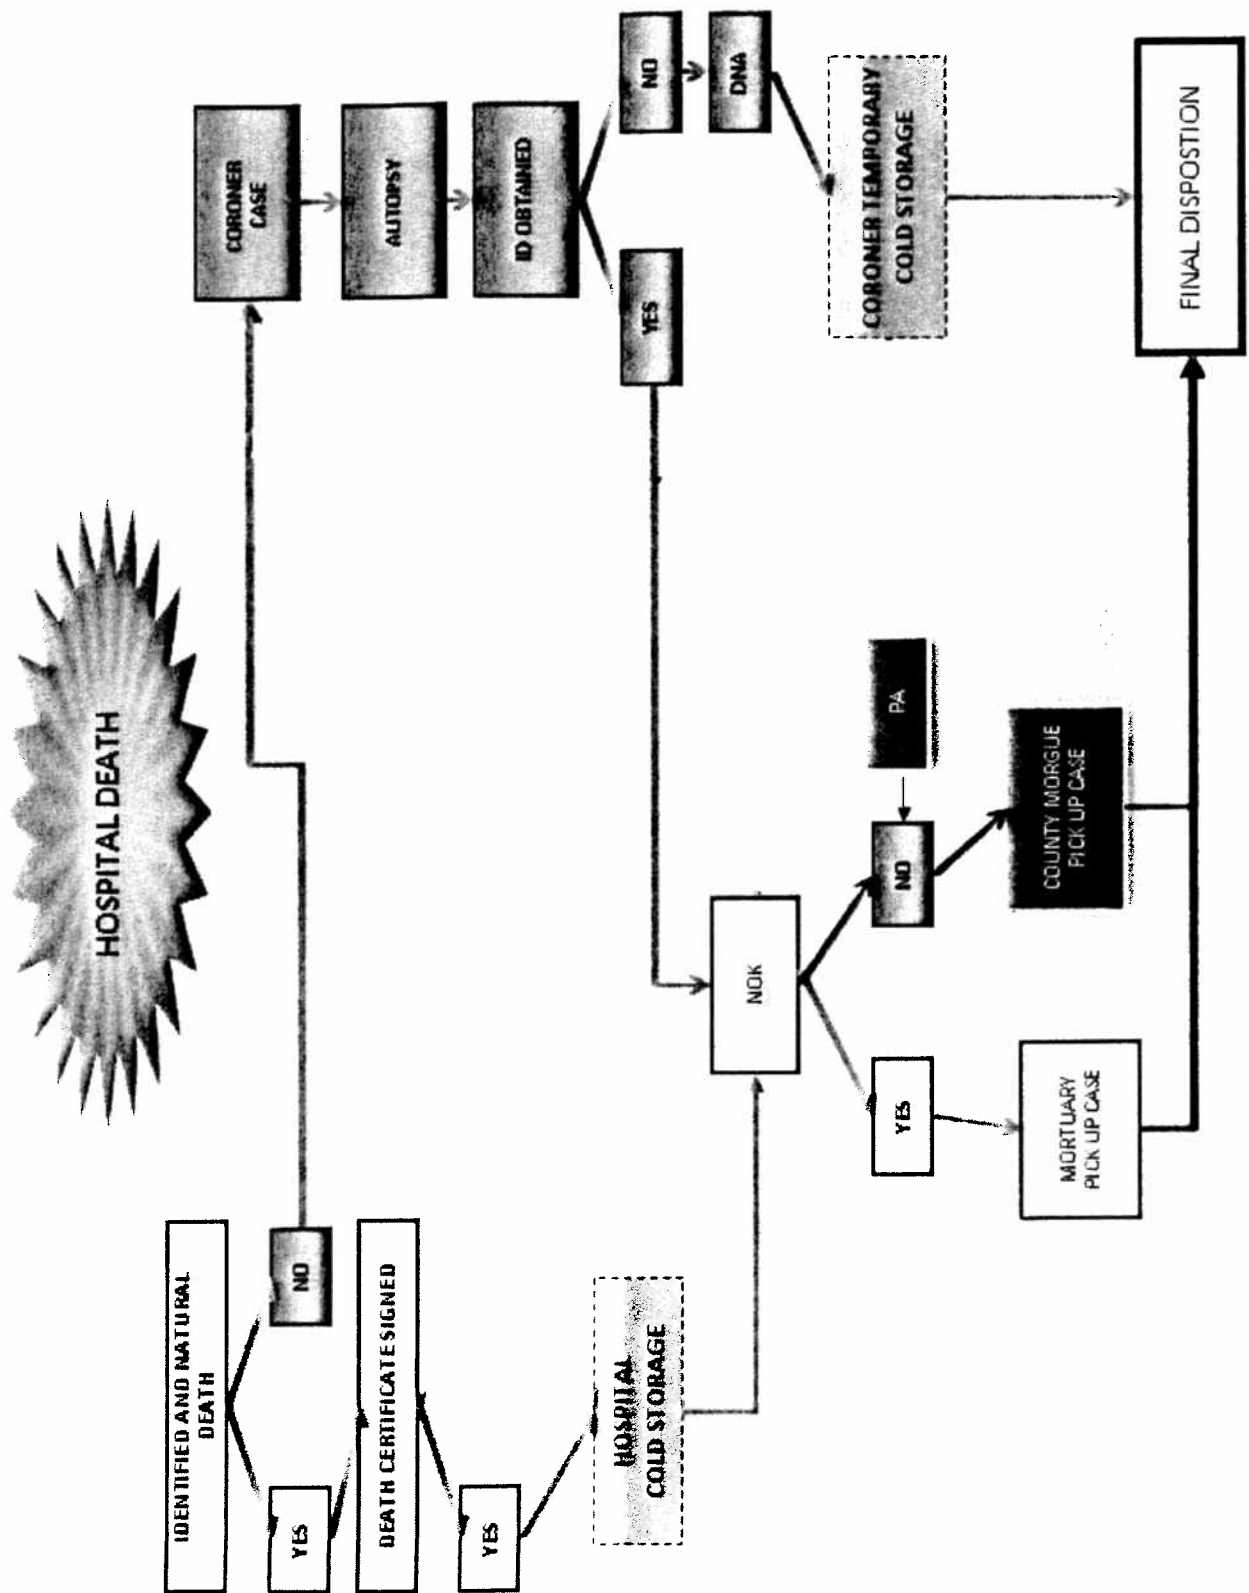 HOSPITAL DEATH
IDENTIFIED AND NATURAL
DEATH
YES
NO
DEATH CERTIFICATE SIGNED
YES
HOSPITAL
COLD STORAGE
CORONER
CASE
AUTOPSY
ID OBTAINED
YES
NO
DNA
CORONER TEMPORARY
COLD STORAGE
NOK
YES
NO
PA
MORTUARY
PICK UP CASE
COUNTY MORGUE
PICK UP CASE
FINAL DISPOSTION